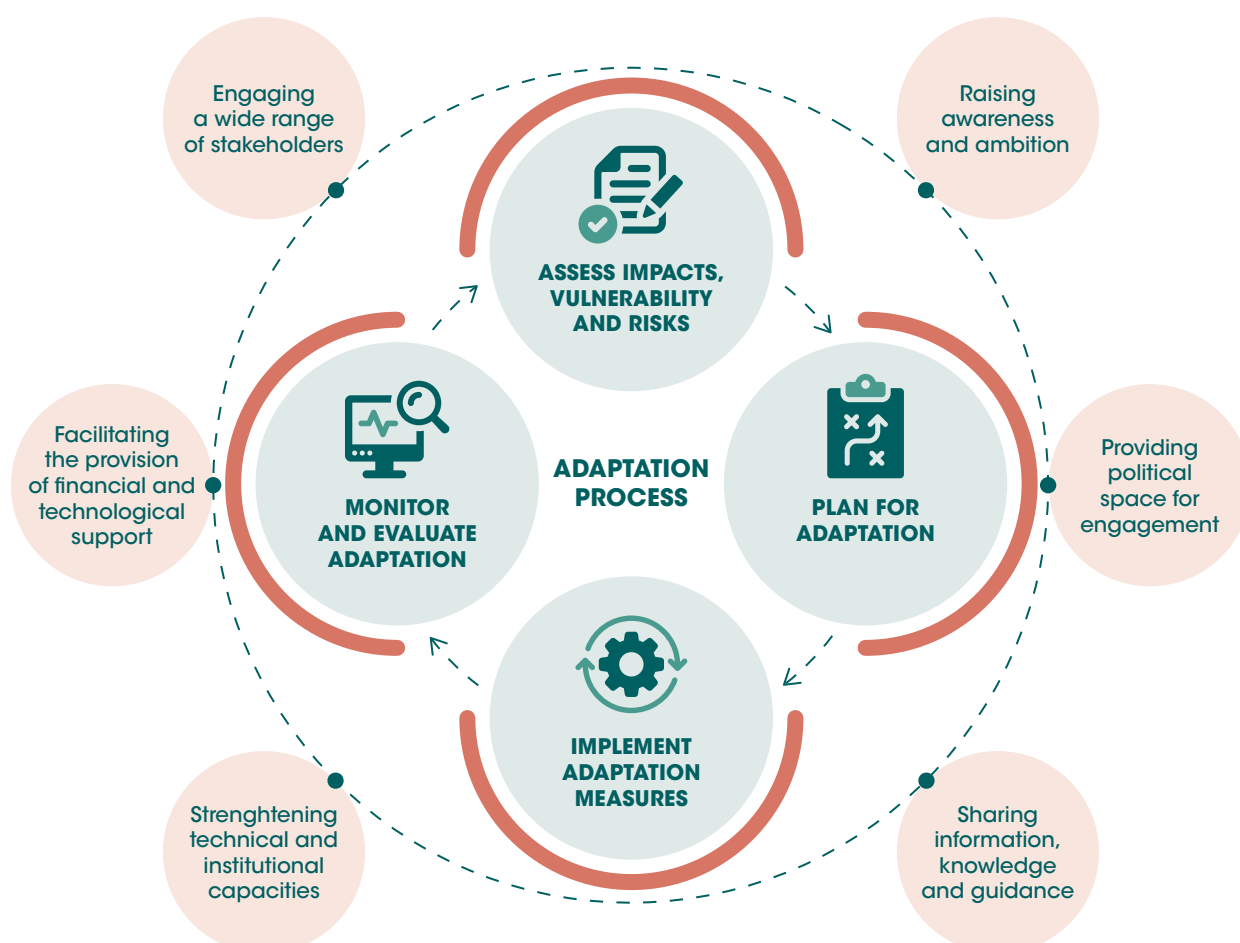 Engaging
a wide range
of stakeholders
Raising
awareness
and ambition
ASSESS IMPACTS,
VULNERABILITY
AND RISKS
Facilitating
the provision
of financial and
technological
support
MONITOR
AND EVALUATE
ADAPTATION
ADAPTATION
PROCESS
PLAN FOR
ADAPTATION
Providing
political
space for
engagement
IMPLEMENT
ADAPTATION
MEASURES
Strenghtening
technical and
institutional
capacities
Sharing
information,
knowledge
and guidance